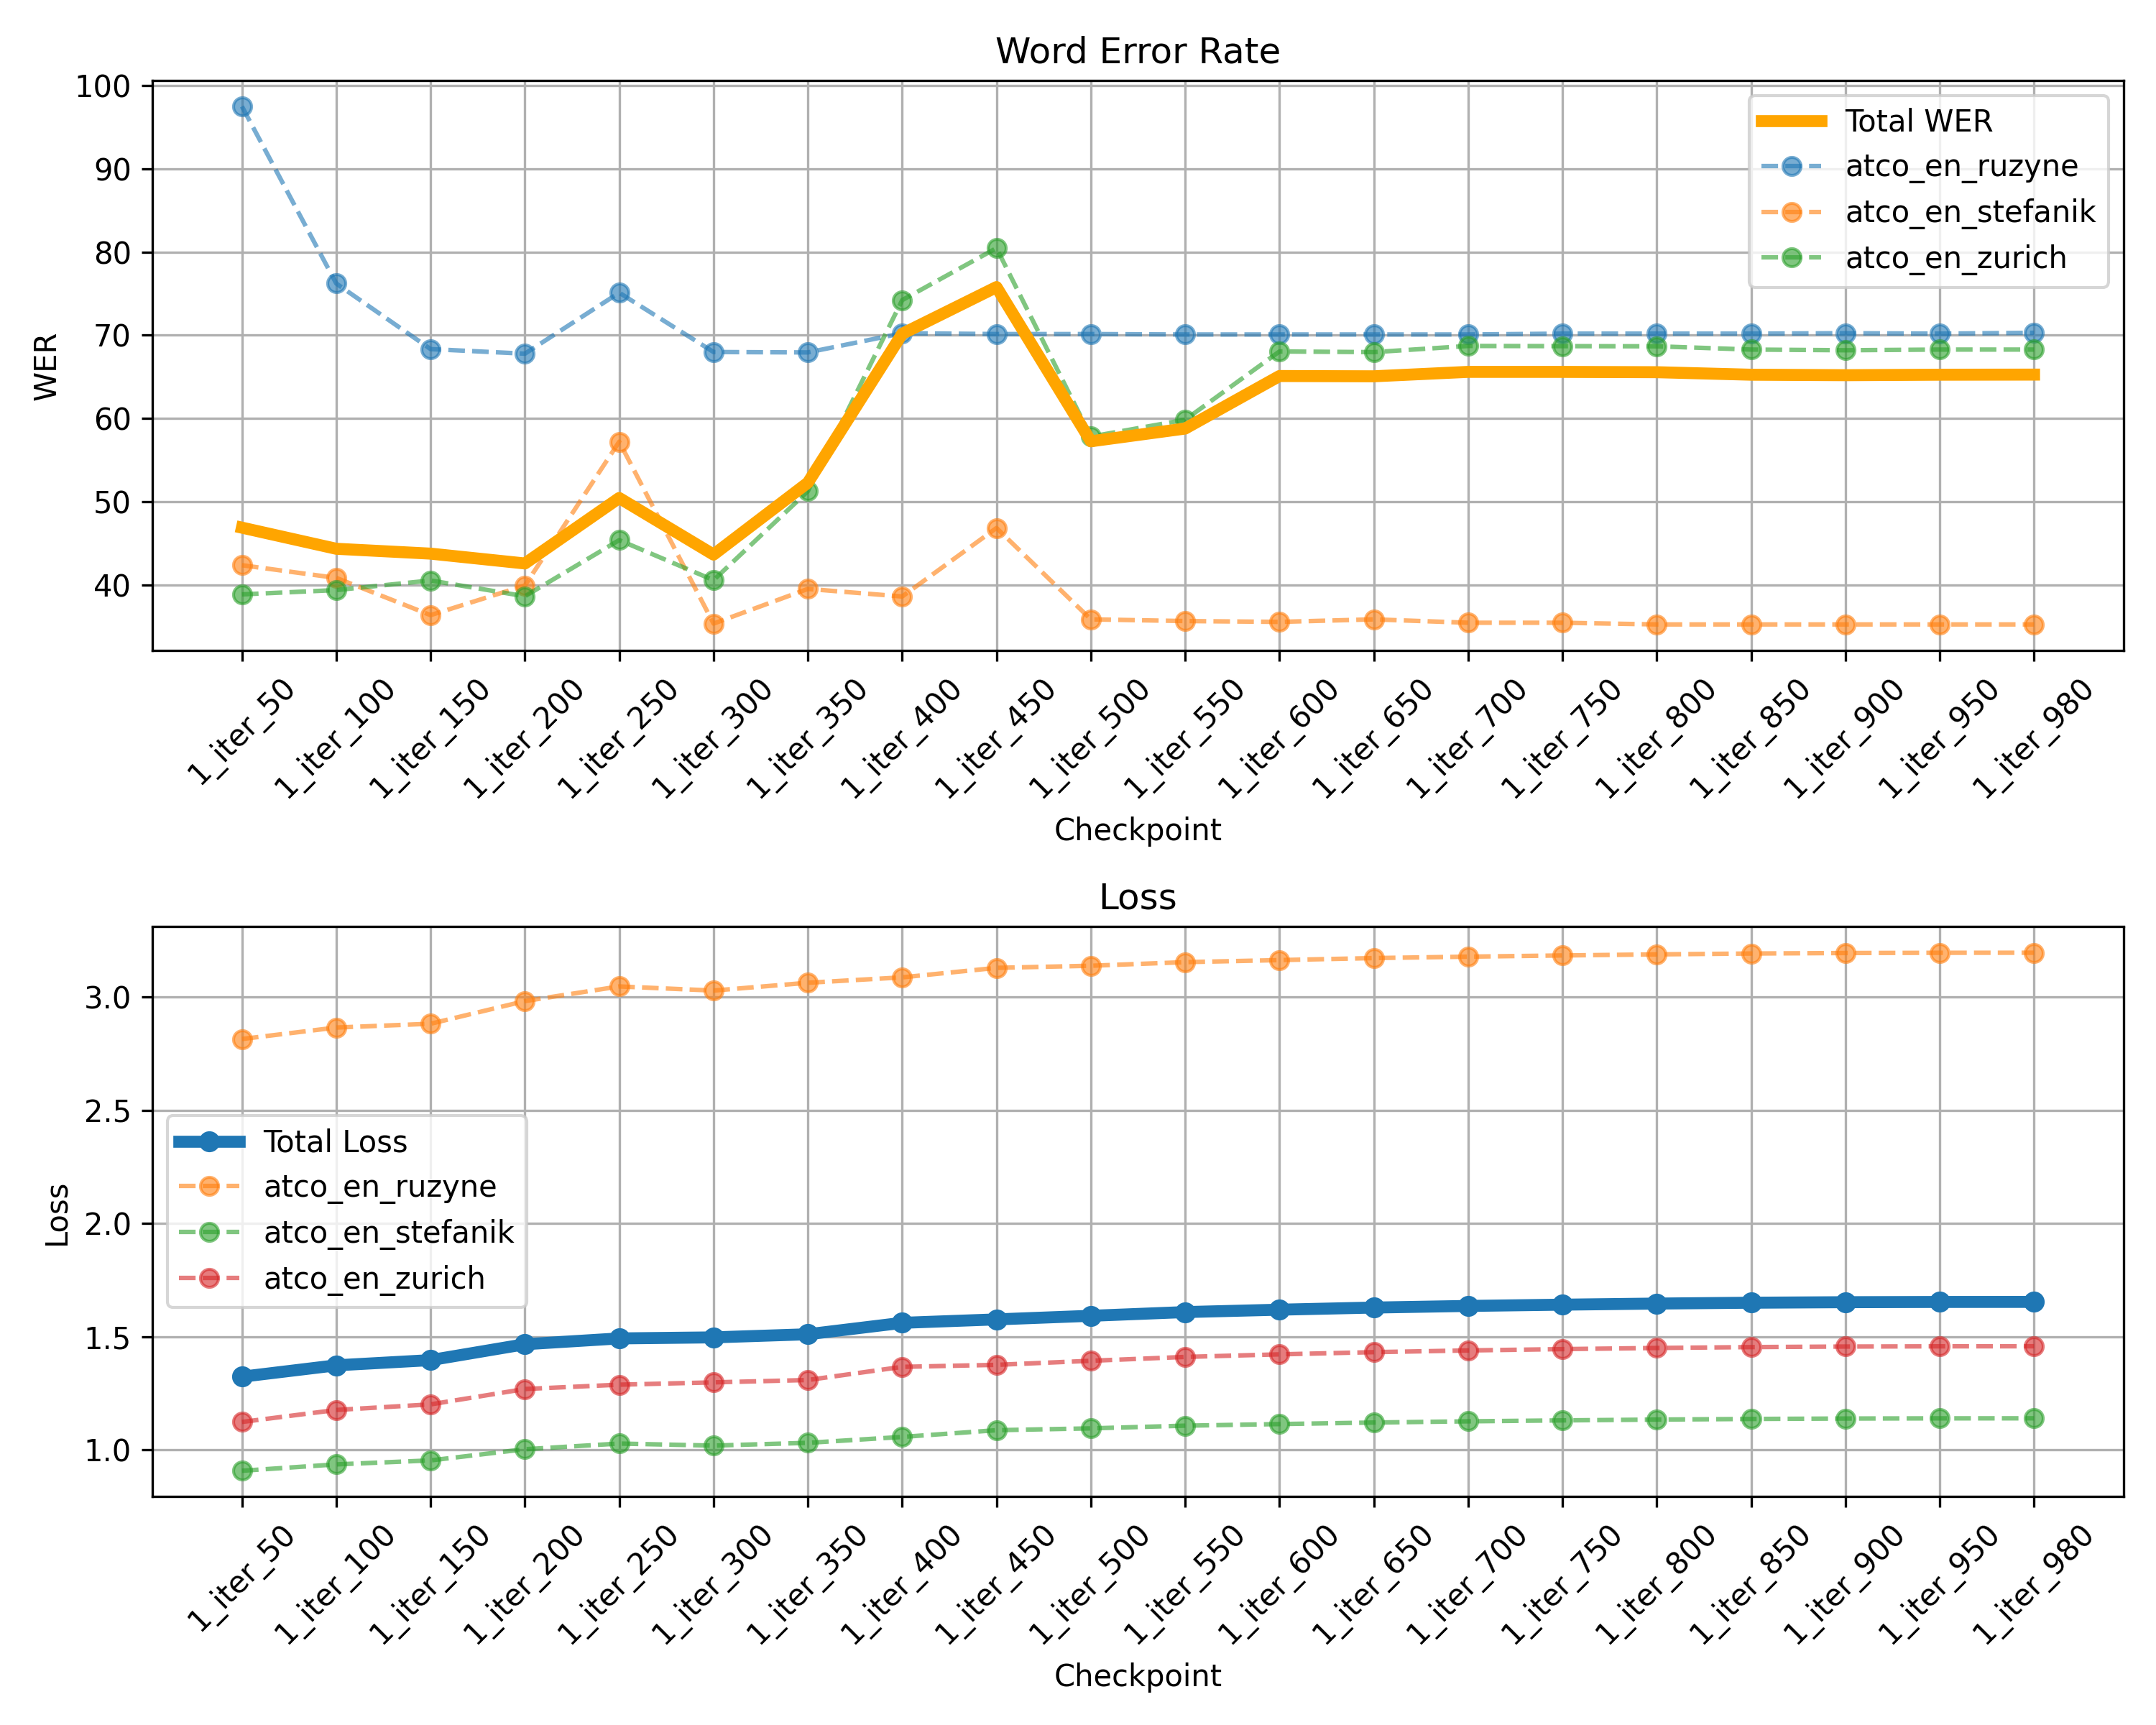 Word Error Rate
100
90
80
70
60
50
40
WER
Total WER
atco_en_ruzyne
atco_en_stefanik
atco_en_zurich
1_iter_50
1_iter_100
1_iter_150
1_iter_200
1_iter_250
1_iter_300
1_iter_350
1_iter_400
1_iter_450
1_iter_500
1_iter_550
1_iter_600
1_iter_650
1_iter_700
1_iter_750
1_iter_800
1_iter_850
1_iter_900
1_iter_950
1_iter_980
Checkpoint
Loss
3.0
2.5
2.0
1.5
1.0
Loss
Total Loss
atco_en_ruzyne
atco_en_stefanik
atco_en_zurich
1_iter_50
1_iter_100
1_iter_150
1_iter_200
1_iter_250
1_iter_300
1_iter_350
1_iter_400
1_iter_450
1_iter_500
1_iter_550
1_iter_600
1_iter_650
1_iter_700
1_iter_750
1_iter_800
1_iter_850
1_iter_900
1_iter_950
1_iter_980
Checkpoint